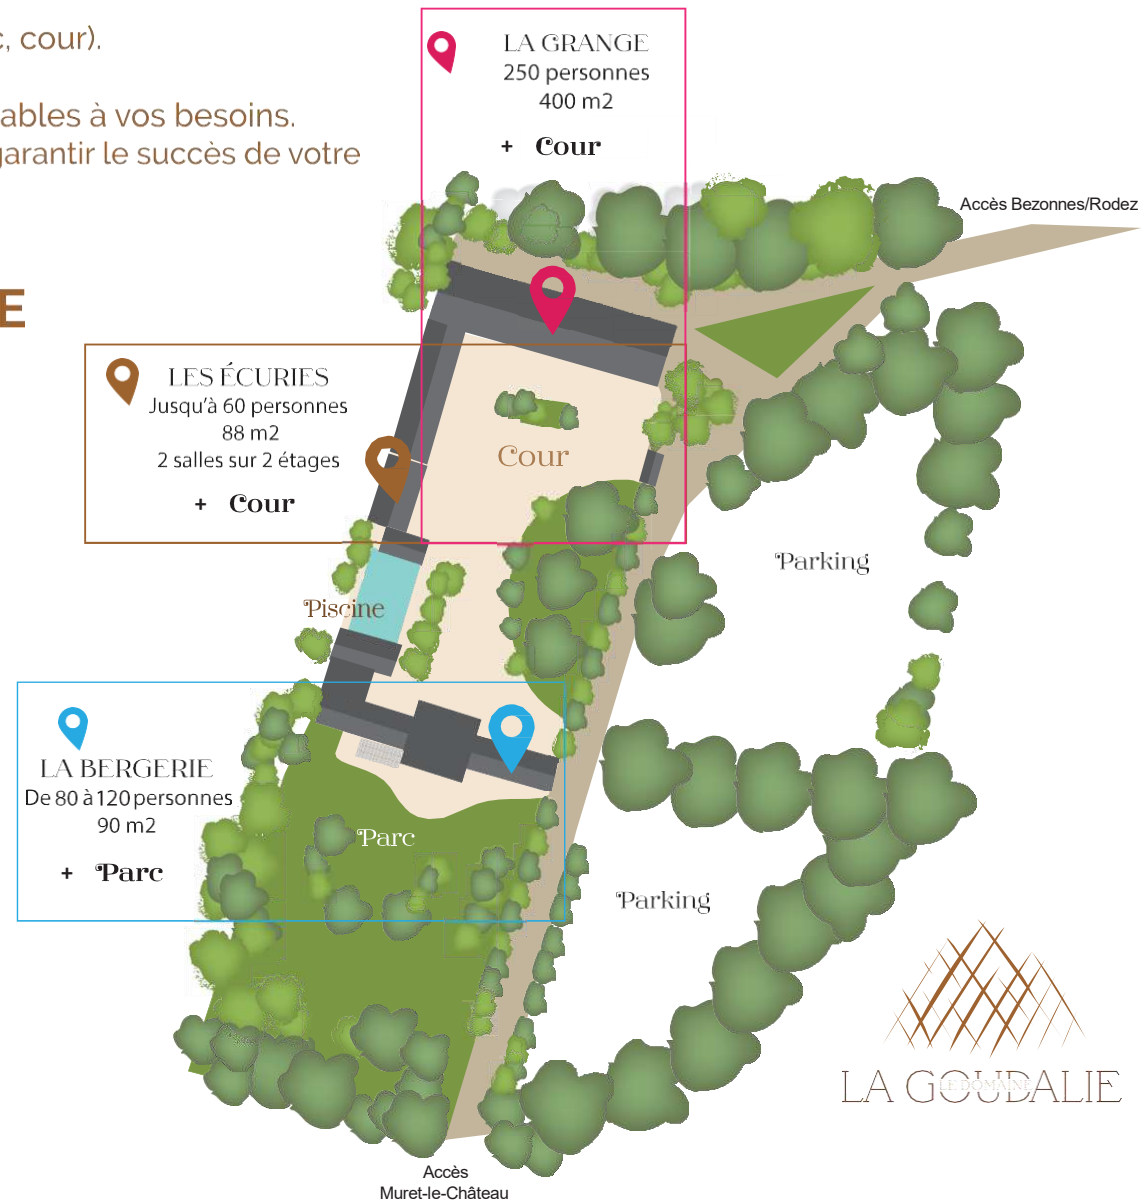 c, cour).
ables à vos besoins.
garantir le succès de votre
E
LA GRANGE
250 personnes
400 m2
+ Cour
Accès Bezonnes/Rodez
LES ÉCURIES
Jusqu'à 60 personnes
88 m2
2 salles sur 2 étages
+ Cour
Cour
Parking
Piscine
LA BERGERIE
De 80 à 120 personnes
90 m2
+ Parc
Parc
Parking
LA GOUDALIE
LE DOMAINE
Accès
Muret-le-Château